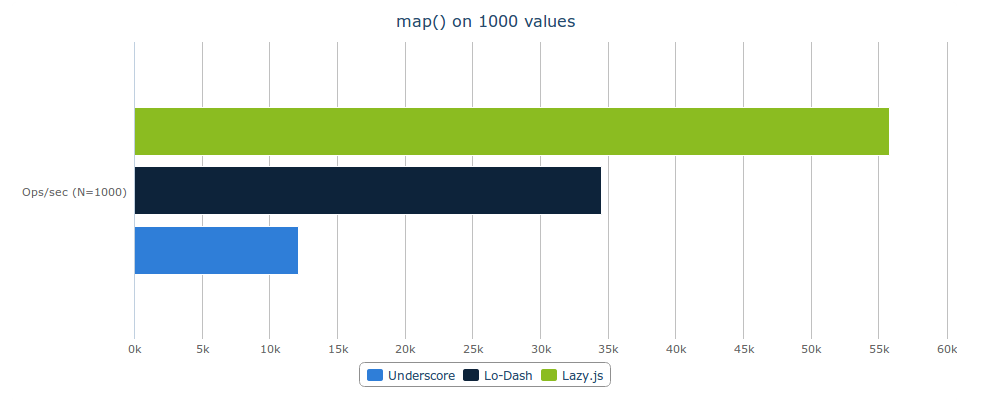 map() on 1000 values
Ops/sec (N=1000)
0k 5k 10k 15k 20k 25k 30k 35k 40k 45k 50k 55k 60k
Underscore Lo-Dash Lazy.js